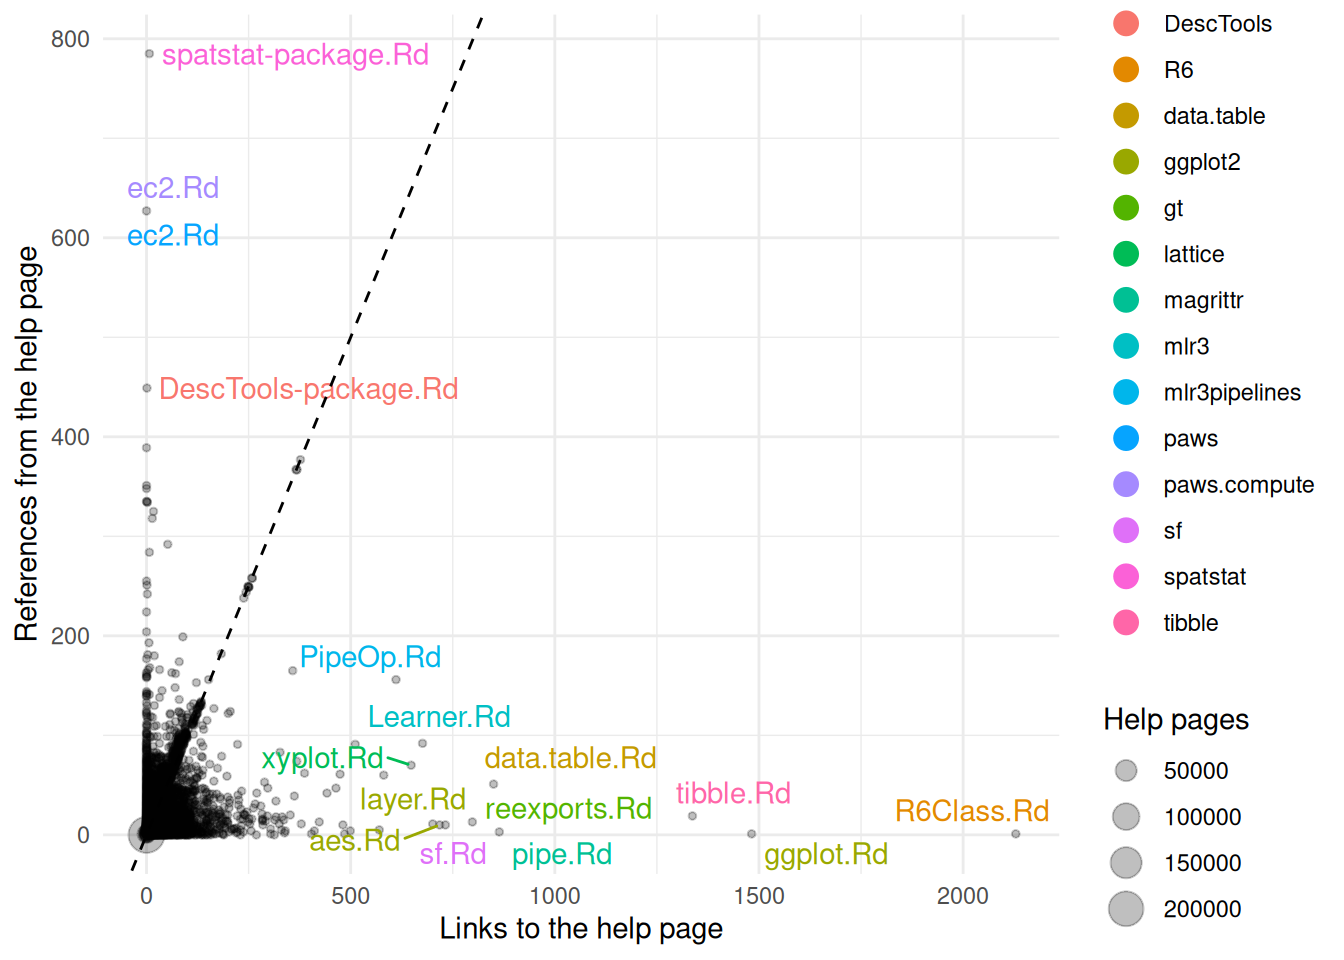 References from the help page
800
600
400
200
0
spatstat-package.Rd
ec2.Rd
ec2.Rd
DescTools-package.Rd
PipeOp.Rd
Learner.Rd
xyplot.Rd
data.table.Rd
layer.Rd
reexports.Rd
tibble.Rd
R6Class.Rd
aes.Rd
sf.Rd
pipe.Rd
ggplot.Rd
0
500
1000
1500
2000
Links to the help page
DescTools
R6
data.table
ggplot2
gt
lattice
magrittr
mlr3
mlr3pipelines
paws
paws.compute
sf
spatstat
tibble
Help pages
50000
100000
150000
200000